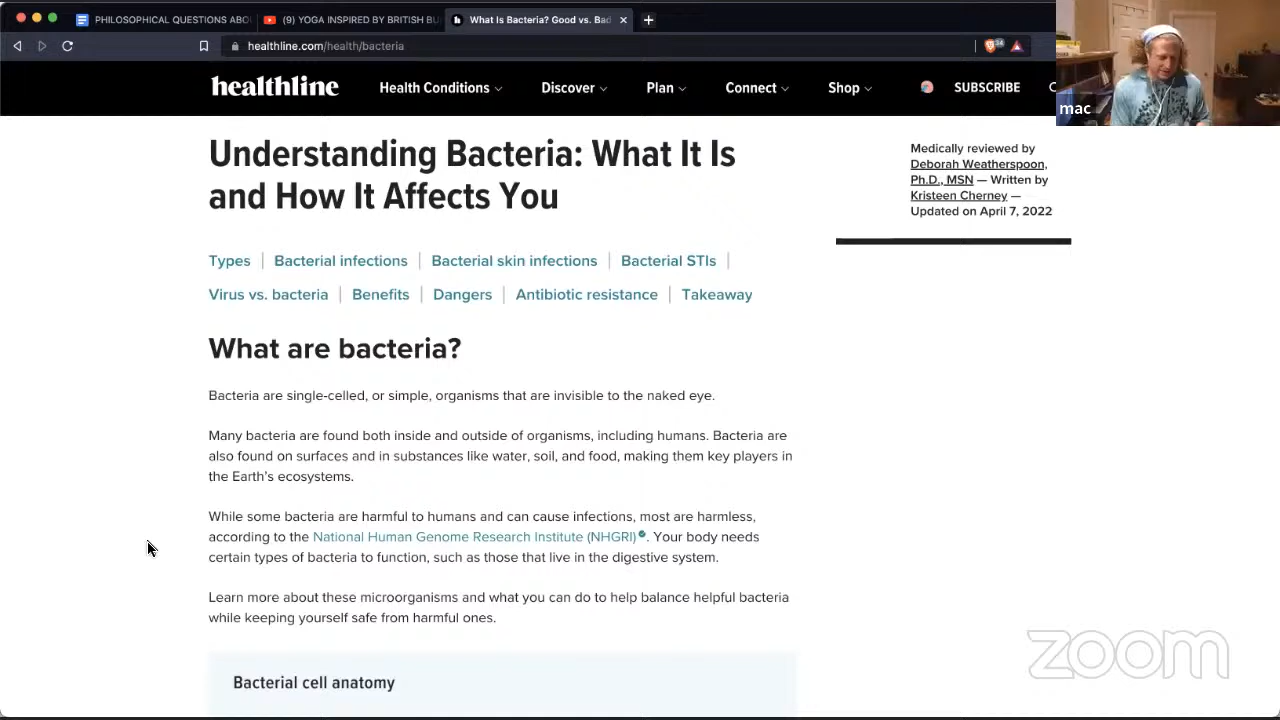 PHILOSOPHICAL QUESTIONS ABO
(9) YOGA INSPIRED BY BRITISH BU
What Is Bacteria? Good vs. Bad
healthline.com/health/bacteria
healthline
Health Conditions
Discover
Plan
Connect
Shop
SUBSCRIBE
mac
Understanding Bacteria: What It Is
and How It Affects You
Medically reviewed by
Deborah Weatherspoon,
Ph.D., MSN — Written by
Kristeen Cherney —
Updated on April 7, 2022
Types | Bacterial infections | Bacterial skin infections | Bacterial STIs |
Virus vs. bacteria | Benefits | Dangers | Antibiotic resistance | Takeaway
What are bacteria?
Bacteria are single-celled, or simple, organisms that are invisible to the naked eye.
Many bacteria are found both inside and outside of organisms, including humans. Bacteria are
also found on surfaces and in substances like water, soil, and food, making them key players in
the Earth's ecosystems.
While some bacteria are harmful to humans and can cause infections, most are harmless,
according to the National Human Genome Research Institute (NHGRI). Your body needs
certain types of bacteria to function, such as those that live in the digestive system.
Learn more about these microorganisms and what you can do to help balance helpful bacteria
while keeping yourself safe from harmful ones.
Bacterial cell anatomy
zoom